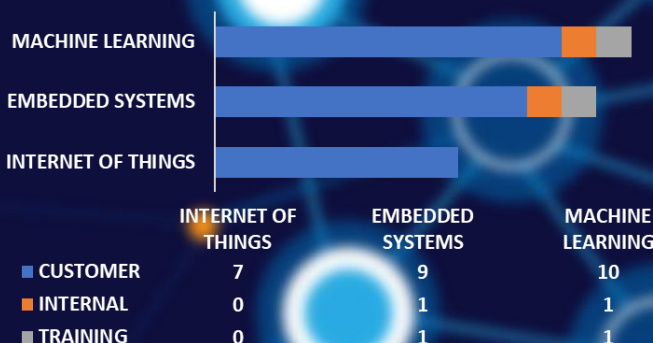 MACHINE LEARNING
EMBEDDED SYSTEMS
INTERNET OF THINGS
INTERNET OF EMBEDDED MACHINE
THINGS SYSTEMS LEARNING
CUSTOMER 7 9 10
INTERNAL 0 1 1
TRAINING 0 1 1